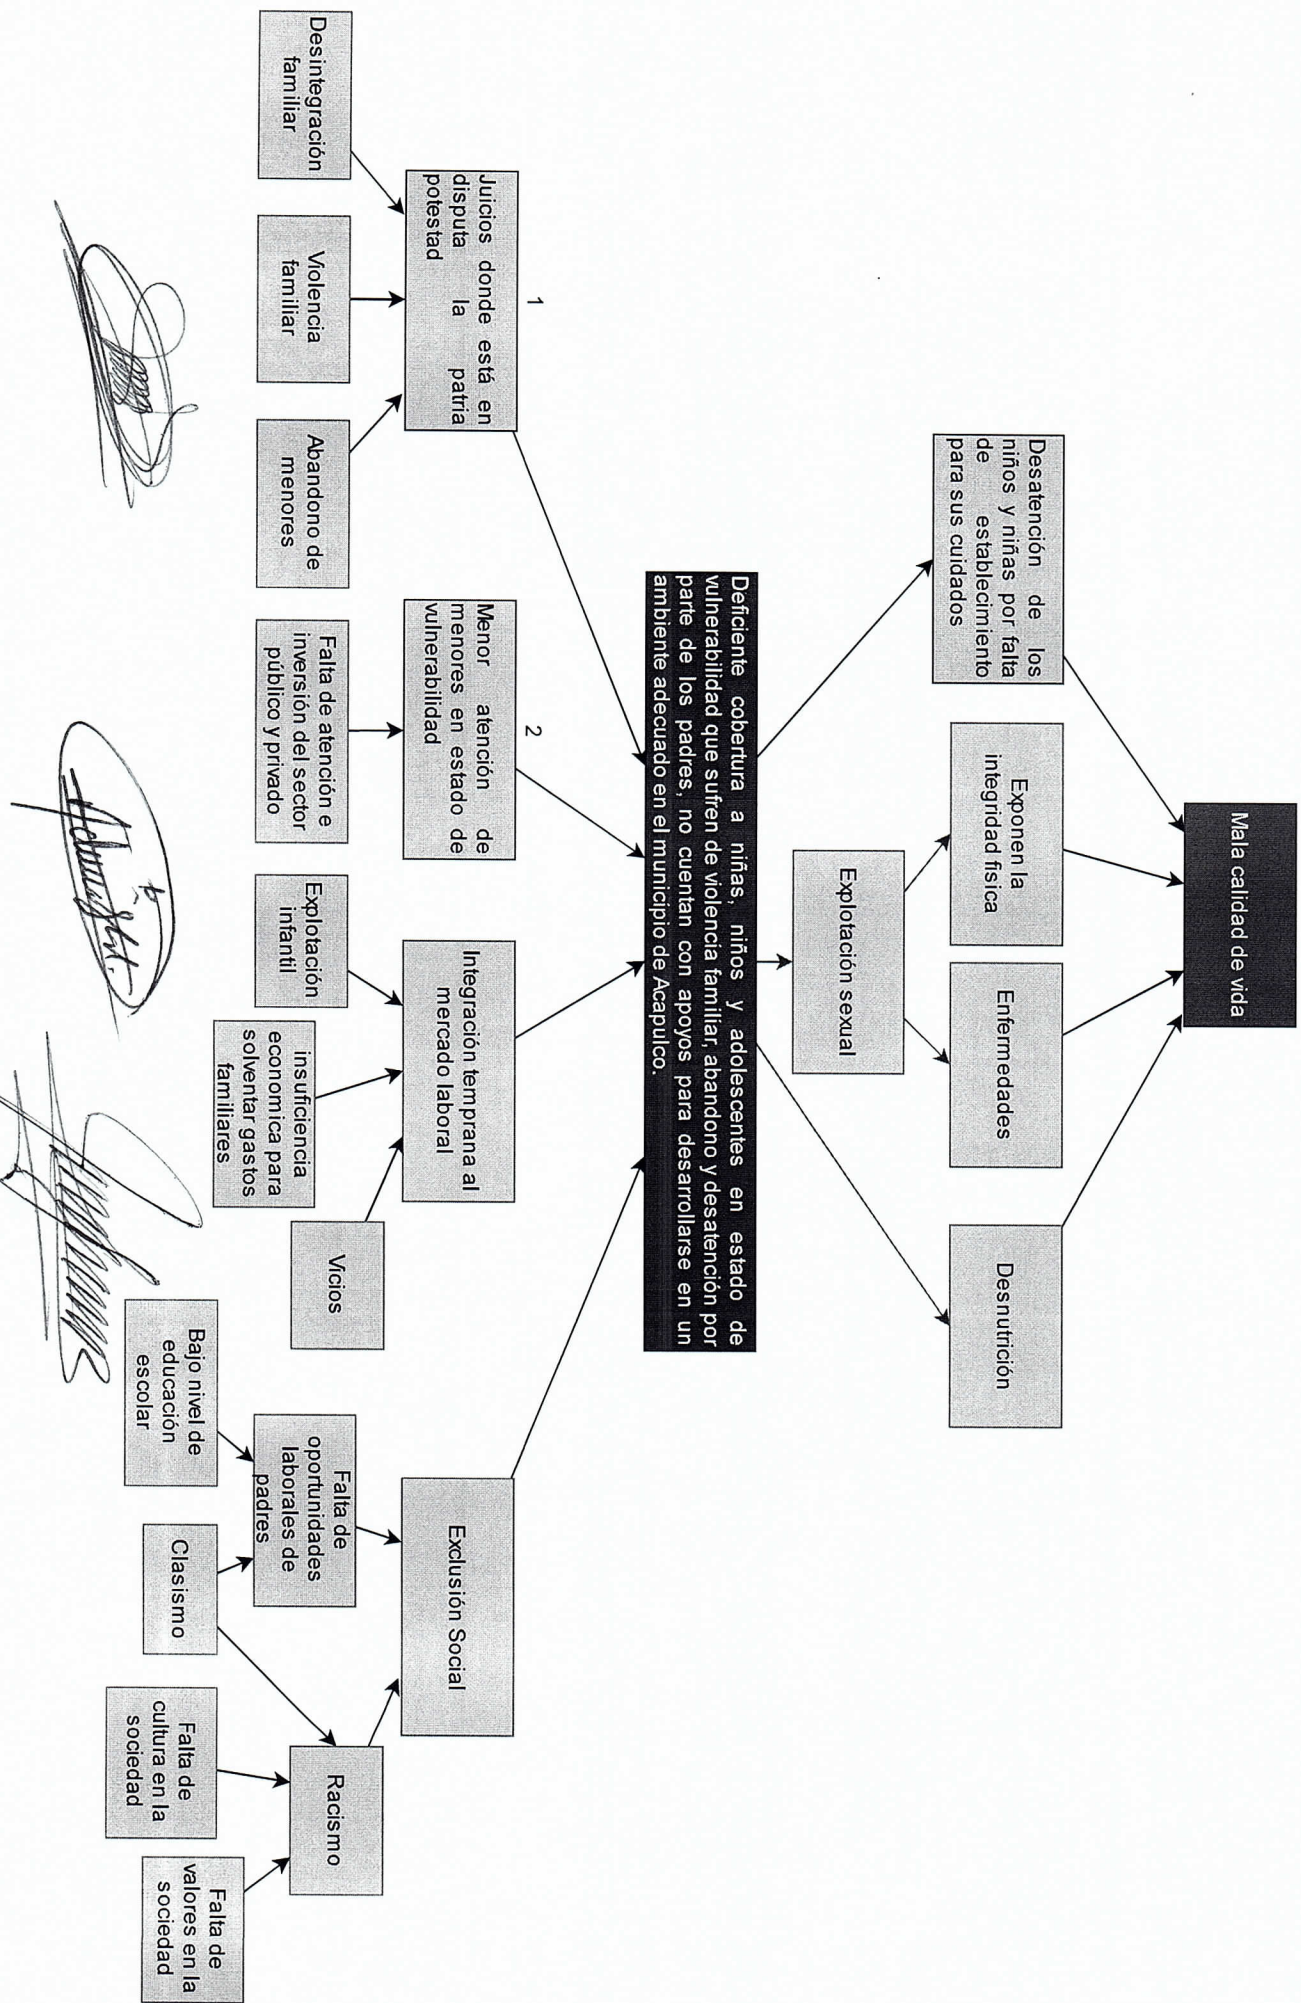 Mala calidad de vida
Desatención de los
niños y niñas por falta
de establecimiento
para sus cuidados
Exponen la
integridad física
Enfermedades
Desnutrición
Explotación sexual
Deficiente cobertura a niñas, niños y adolescentes en estado de
vulnerabilidad que sufren de violencia familiar, abandono y desatención por
parte de los padres, no cuentan con apoyos para desarrollarse en un
ambiente adecuado en el municipio de Acapulco.
1
Juicios donde está en
disputa la patria
potestad
2
Menor atención de
menores en estado de
vulnerabilidad
Integración temprana al
mercado laboral
Exclusión Social
Desintegración
familiar
Violencia
familiar
Abandono de
menores
Falta de atención e
inversión del sector
público y privado
Explotación
infantil
insuficiencia
economica para
solventar gastos
familiares
Vicios
Falta de
oportunidades
laborales de
padres
Racismo
Bajo nivel de
educación
escolar
Clasismo
Falta de
cultura en la
sociedad
Falta de
valores en la
sociedad